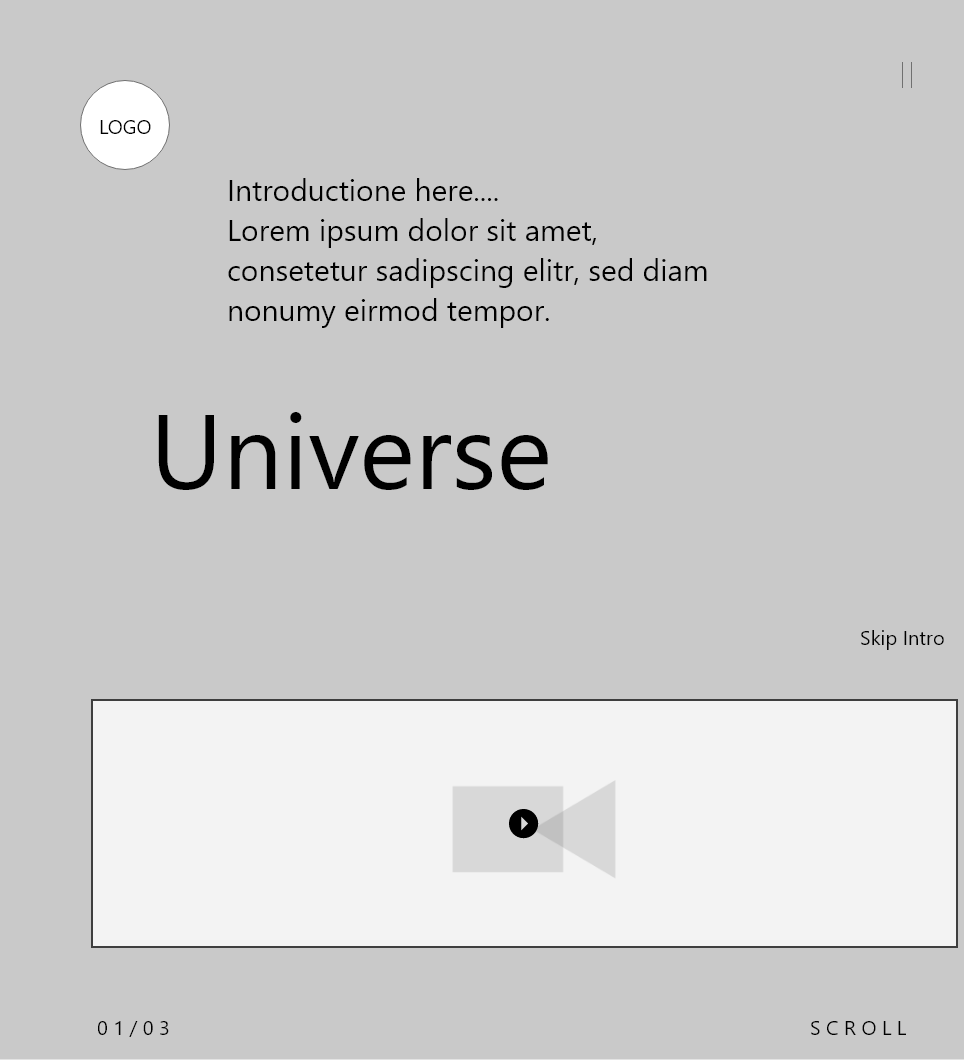 LOGO
Introductione here....
Lorem ipsum dolor sit amet,
consetetur sadipscing elitr, sed diam
nonumy eirmod tempor.
Universe
Skip Intro
01/03
SCROLL